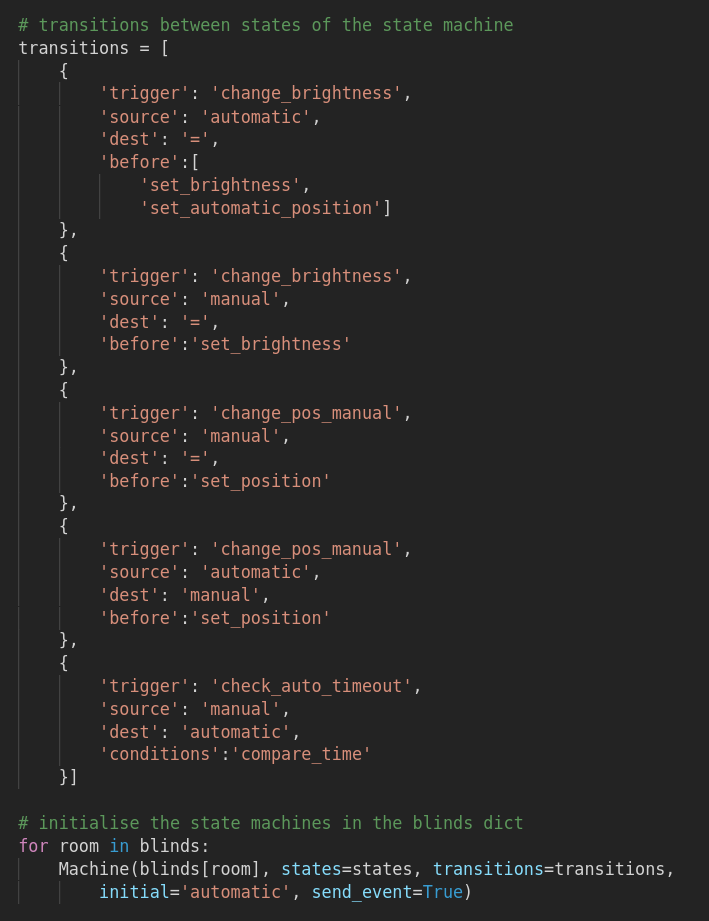 # transitions between states of the state machine
transitions = [
    {
        'trigger': 'change_brightness',
        'source': 'automatic',
        'dest': '=',
        'before':[
            'set_brightness',
            'set_automatic_position']
    },
    {
        'trigger': 'change_brightness',
        'source': 'manual',
        'dest': '=',
        'before':'set_brightness'
    },
    {
        'trigger': 'change_pos_manual',
        'source': 'manual',
        'dest': '=',
        'before':'set_position'
    },
    {
        'trigger': 'change_pos_manual',
        'source': 'automatic',
        'dest': 'manual',
        'before':'set_position'
    },
    {
        'trigger': 'check_auto_timeout',
        'source': 'manual',
        'dest': 'automatic',
        'conditions':'compare_time'
    }]

# initialise the state machines in the blinds dict
for room in blinds:
    Machine(blinds[room], states=states, transitions=transitions,
        initial='automatic', send_event=True)